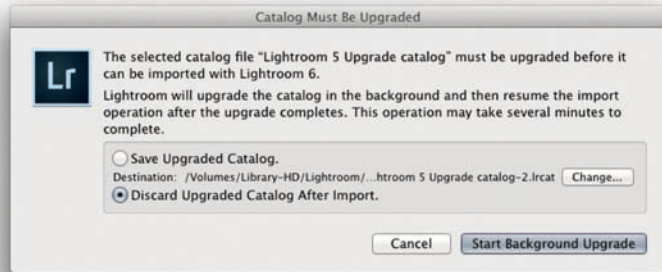 Catalog Must Be Upgraded
Lr
The selected catalog file “Lightroom 5 Upgrade catalog” must be upgraded before it
can be imported with Lightroom 6.
Lightroom will upgrade the catalog in the background and then resume the import
operation after the upgrade completes. This operation may take several minutes to
complete.
Save Upgraded Catalog.
Destination: /Volumes/Library-HD/Lightroom/...htroom 5 Upgrade catalog-2.lrcat Change...
Discard Upgraded Catalog After Import.
Cancel Start Background Upgrade